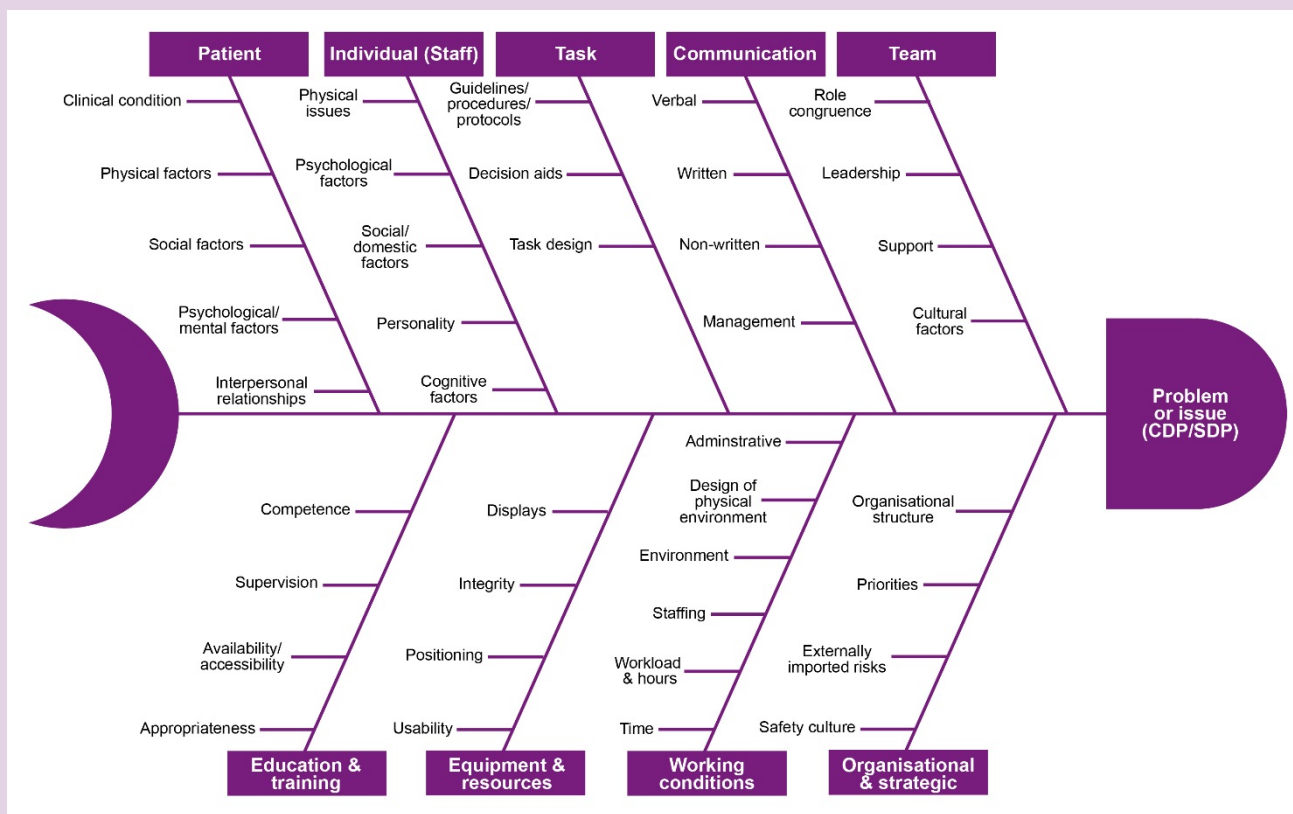 Patient
Individual (Staff)
Task
Communication
Team
Clinical condition
Physical factors
Social factors
Psychological/
mental factors
Interpersonal
relationships
Physical
issues
Psychological
factors
Social/
domestic
factors
Personality
Cognitive
factors
Guidelines/
procedures/
protocols
Decision aids
Task design
Verbal
Written
Non-written
Management
Role
congruence
Leadership
Support
Cultural
factors
Problem
or issue
(CDP/SDP)
Competence
Supervision
Availability/
accessibility
Appropriateness
Education &
training
Displays
Integrity
Positioning
Usability
Equipment &
resources
Adminstrative
Design of
physical
environment
Environment
Staffing
Workload
& hours
Time
Working
conditions
Organisational
structure
Priorities
Externally
imported risks
Safety culture
Organisational
& strategic